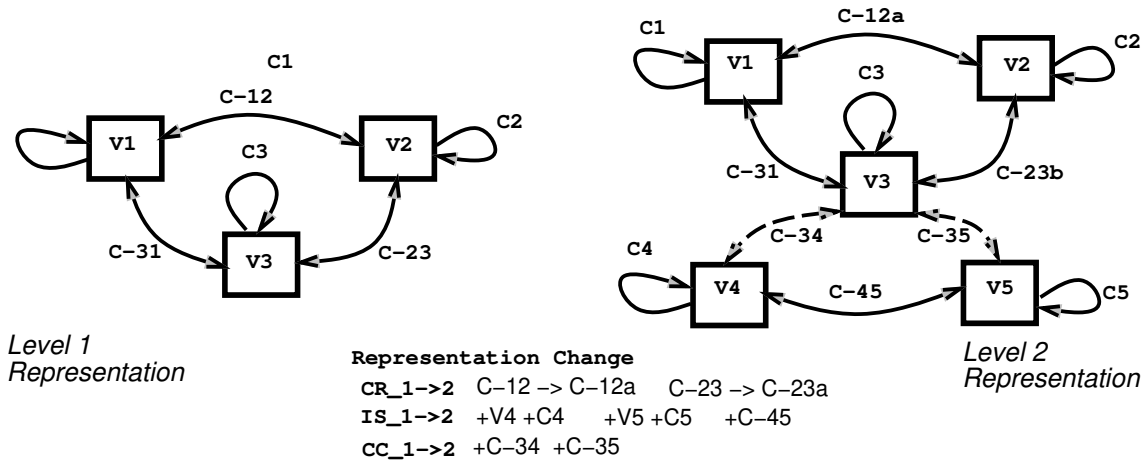 C1
C-12
V1
V2
C2
C3
C-31
V3
C-23
Level 1
Representation
C1
C-12a
V1
V2
C2
C3
C-31
V3
C-23b
C-34
C-35
C4
V4
C-45
V5
C5
Level 2
Representation
Representation Change
CR_1->2 C-12 -> C-12a C-23 -> C-23a
IS_1->2 +V4 +C4 +V5 +C5 +C-45
CC_1->2 +C-34 +C-35